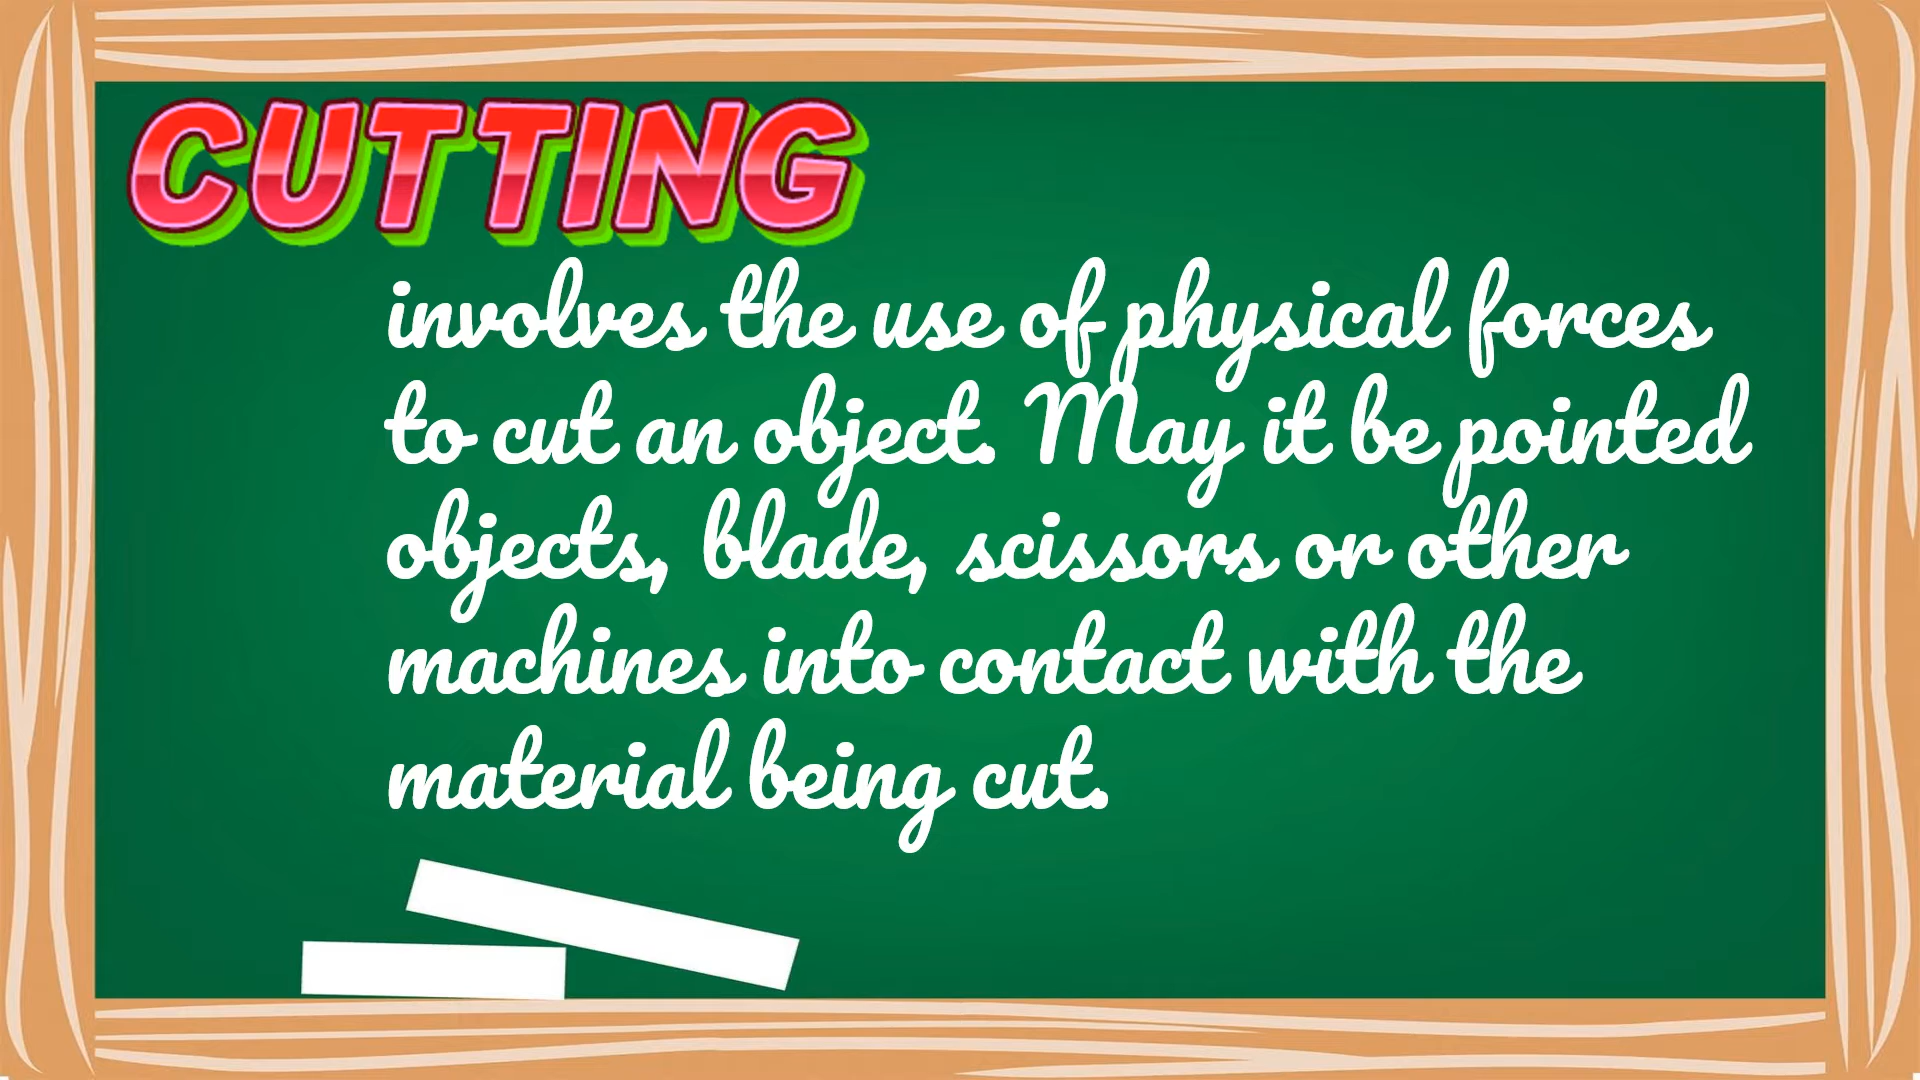 CUTTING
involves the use of physical forces
to cut an object. May it be pointed
objects, blade, scissors or other
machines into contact with the
material being cut.